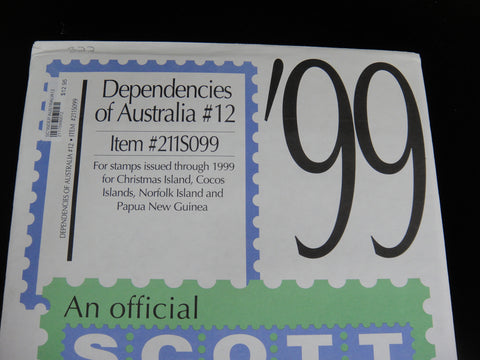 Dependencies
of Australia #12
Item #211S099
For stamps issued through 1999
for Christmas Island, Cocos
Islands, Norfolk Island and
Papua New Guinea
'99
DEPENDENCIES OF AUSTRALIA #12 • ITEM #211S099
$12.95
An official
SCOTT